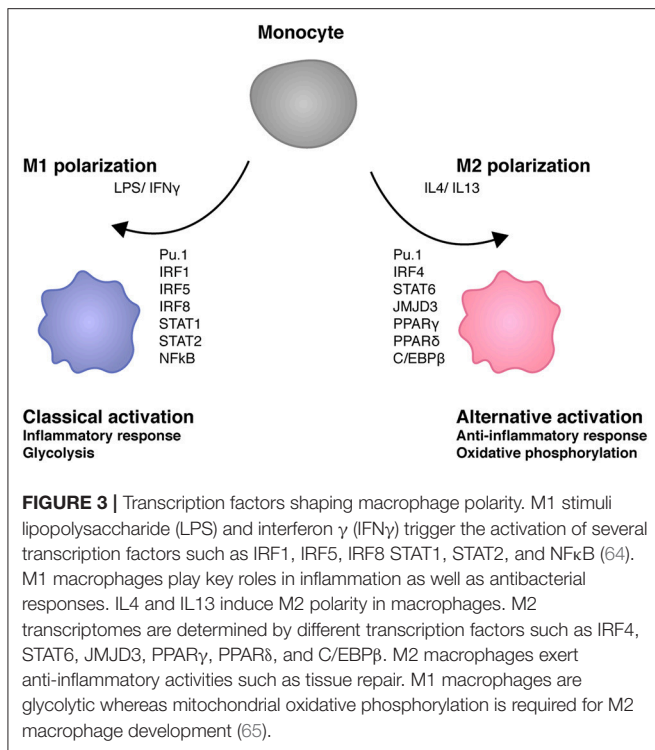 Monocyte
M1 polarization
LPS/ IFNγ
M2 polarization
IL4/ IL13
Pu.1
IRF1
IRF5
IRF8
STAT1
STAT2
NFkB
Pu.1
IRF4
STAT6
JMJD3
PPARγ
PPARδ
C/EBPβ
Classical activation
Inflammatory response
Glycolysis
Alternative activation
Anti-inflammatory response
Oxidative phosphorylation
FIGURE 3 | Transcription factors shaping macrophage polarity. M1 stimuli
lipopolysaccharide (LPS) and interferon γ (IFNγ) trigger the activation of several
transcription factors such as IRF1, IRF5, IRF8 STAT1, STAT2, and NFκB (64).
M1 macrophages play key roles in inflammation as well as antibacterial
responses. IL4 and IL13 induce M2 polarity in macrophages. M2
transcriptomes are determined by different transcription factors such as IRF4,
STAT6, JMJD3, PPARγ, PPARδ, and C/EBPβ. M2 macrophages exert
anti-inflammatory activities such as tissue repair. M1 macrophages are
glycolytic whereas mitochondrial oxidative phosphorylation is required for M2
macrophage development (65).